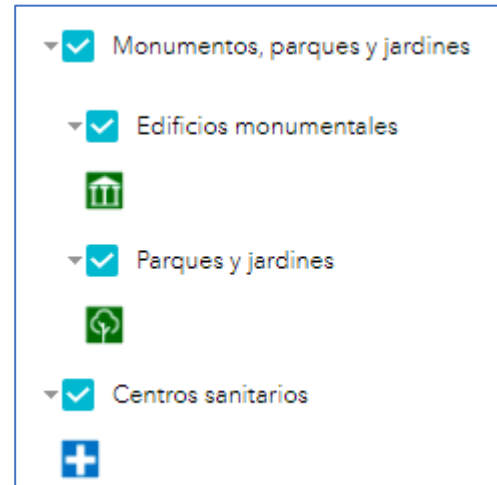 Monumentos, parques y jardines
Edificios monumentales
Parques y jardines
Centros sanitarios